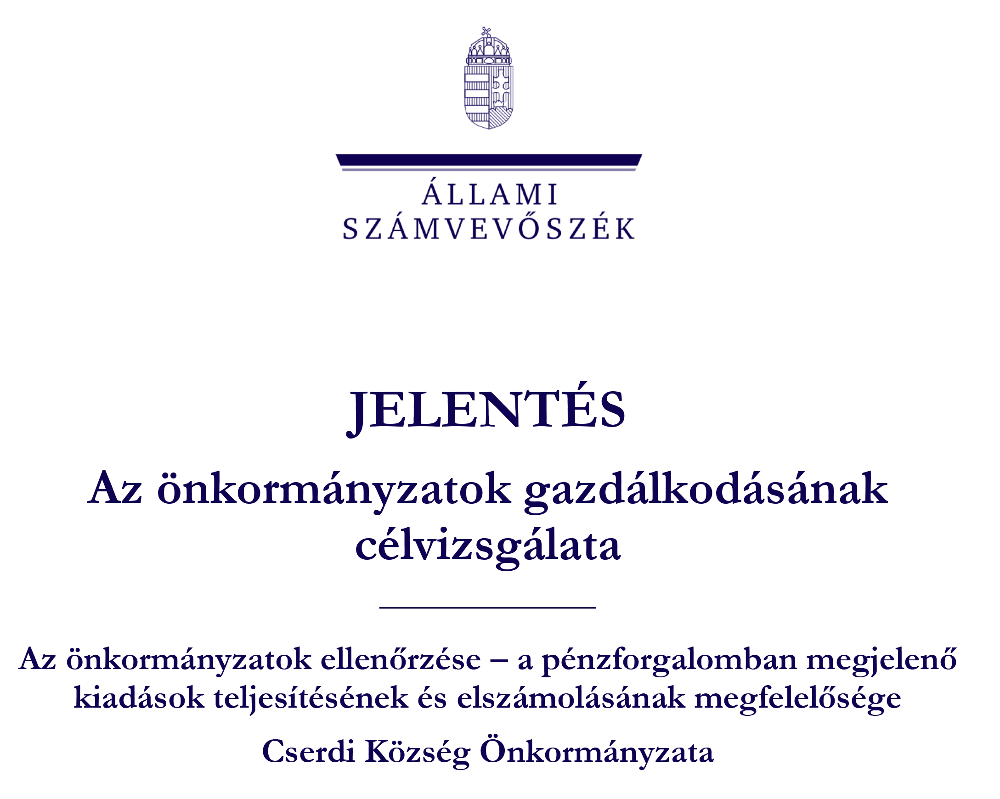 ÁLLAMI
SZÁMVEVŐSZÉK
JELENTÉS
Az önkormányzatok gazdálkodásának
célvizsgálata
Az önkormányzatok ellenőrzése – a pénzforgalomban megjelenő
kiadások teljesítésének és elszámolásának megfelelősége
Cserdi Község Önkormányzata